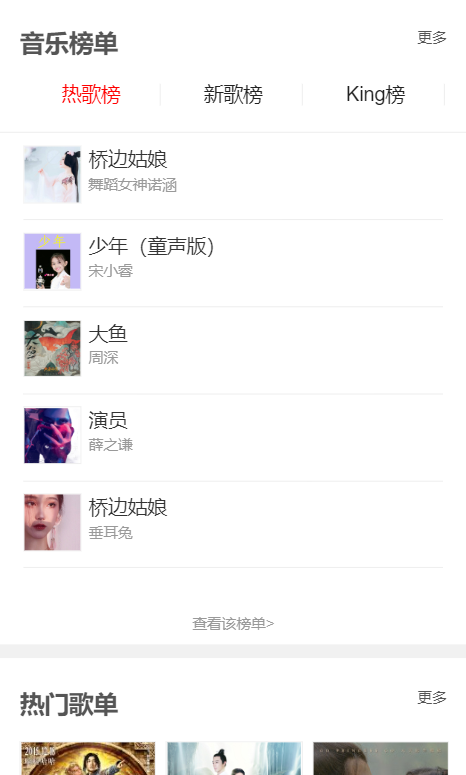 音乐榜单
更多
热歌榜
新歌榜
King榜
桥边姑娘
舞蹈女神诺涵
少年
少年（童声版）
宋小睿
大鱼
周深
演员
薛之谦
桥边姑娘
垂耳兔
查看该榜单>
热门歌单
更多